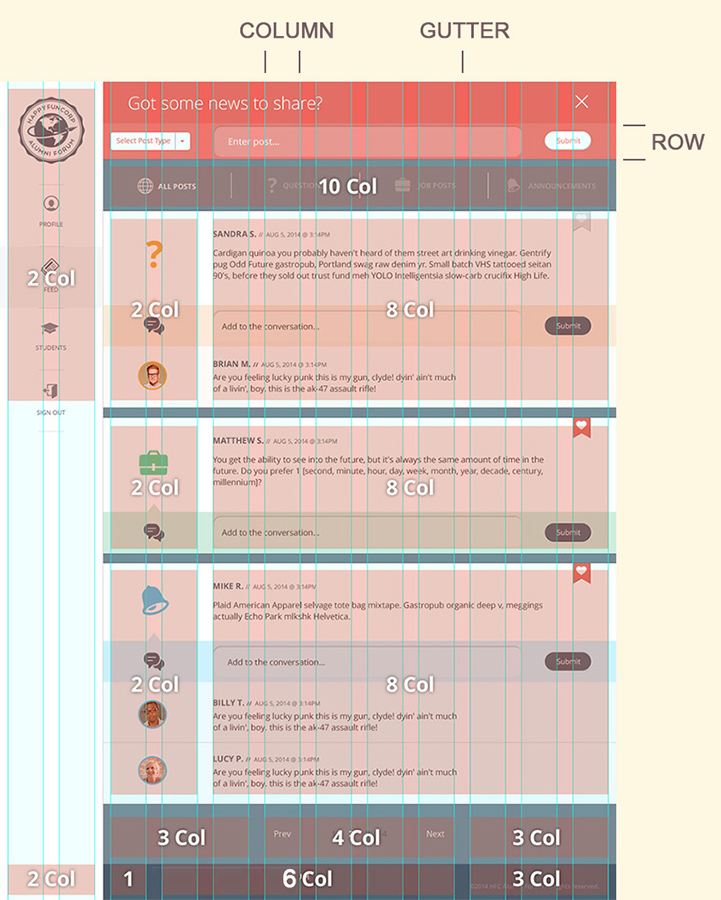 COLUMN
GUTTER
ROW
HAPPYFUNCORP
ALUMNI FORUM
PROFILE
2 Col
FEED
STUDENTS
SIGN OUT
2 Col
Got some news to share?
Select Post Type
Enter post...
Submit
ALL POSTS
QUESTIONS
10 Col
JOB POSTS
ANNOUNCEMENTS
SANDRA S. // AUG 5, 2014 @ 3:14PM
Cardigan quinoa you probably haven't heard of them street art drinking vinegar. Gentrify
pug Odd Future gastropub, Portland swag raw denim yr. Small batch VHS tattooed seitan
90's, before they sold out trust fund meh YOLO Intelligentsia slow-carb crucifix High Life.
2 Col
8 Col
Add to the conversation...
Submit
BRIAN M. // AUG 5, 2014 @ 3:14PM
Are you feeling lucky punk this is my gun, clyde! dyin' ain't much
of a livin', boy. this is the ak-47 assault rifle!
MATTHEW S. // AUG 5, 2014 @ 3:14PM
You get the ability to see into the future, but it's always the same amount of time in the
future. Do you prefer 1 [second, minute, hour, day, week, month, year, decade, century,
millennium]?
2 Col
8 Col
Add to the conversation...
Submit
MIKE R. // AUG 5, 2014 @ 3:14PM
Plaid American Apparel selvage tote bag mixtape. Gastropub organic deep v, meggings
actually Echo Park mlkshk Helvetica.
Add to the conversation...
Submit
2 Col
8 Col
BILLY T. // AUG 5, 2014 @ 3:14PM
Are you feeling lucky punk this is my gun, clyde! dyin' ain't much
of a livin', boy. this is the ak-47 assault rifle!
LUCY P. // AUG 5, 2014 @ 3:14PM
Are you feeling lucky punk this is my gun, clyde! dyin' ain't much
of a livin', boy. this is the ak-47 assault rifle!
3 Col
Prev
4 Col
Next
3 Col
1
6 Col
3 Col
©2014 HFC rights reserved.